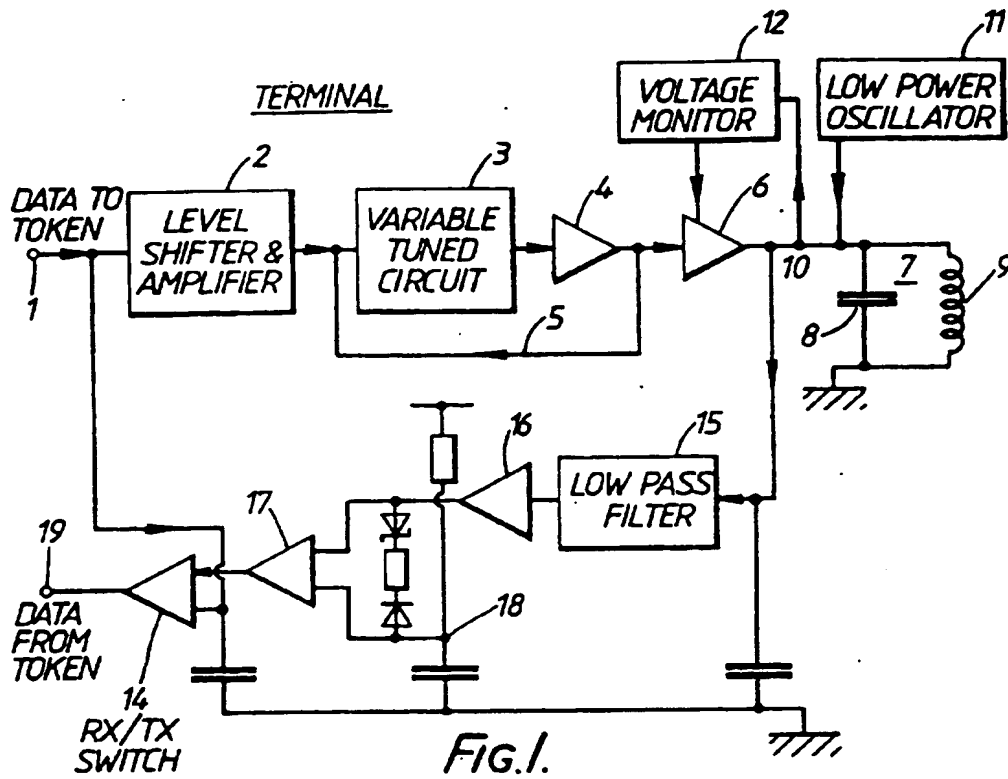 12
11
TERMINAL
VOLTAGE
MONITOR
LOW POWER
OSCILLATOR
2
3
DATA TO
TOKEN
1
LEVEL
SHIFTER &
AMPLIFIER
VARIABLE
TUNED
CIRCUIT
4
6
5
10
7
8
9
16
15
LOW PASS
FILTER
17
18
19
DATA
FROM
TOKEN
14
RX/TX
SWITCH
FIG.1.